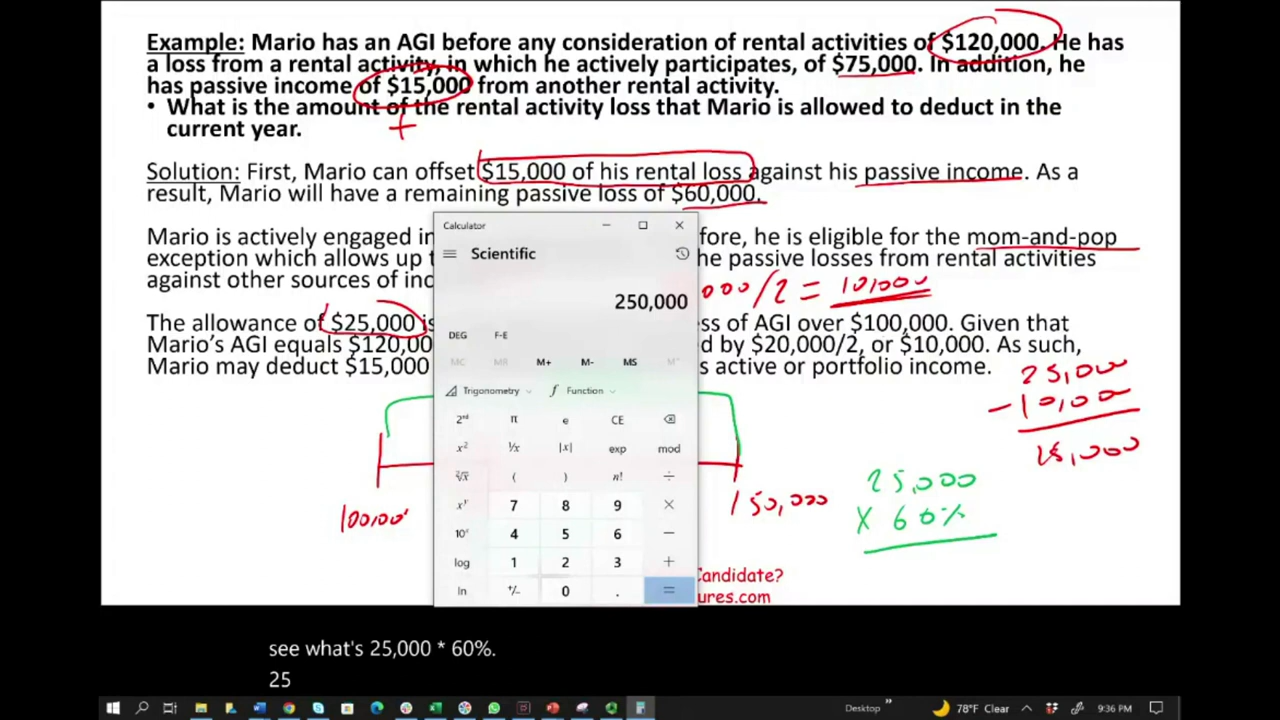 Example: Mario has an AGI before any consideration of rental activities of $120,000. He has
a loss from a rental activity, in which he actively participates, of $75,000. In addition, he
has passive income of $15,000 from another rental activity.
• What is the amount of the rental activity loss that Mario is allowed to deduct in the
+
current year.
Solution: First, Mario can offset $15,000 of his rental loss against his passive income. As a
result, Mario will have a remaining passive loss of $60,000.
Mario is actively engaged in fore, he is eligible for the mom-and-pop
exception which allows up t he passive losses from rental activities
against other sources of inc 000/2 = 10,000
The allowance of $25,000 is ss of AGI over $100,000. Given that
Mario's AGI equals $120,00 d by $20,000/2, or $10,000. As such,
Mario may deduct $15,000 s active or portfolio income.
25,000
-10,000
15,000
100,000
150,000
25,000
X 60%
Candidate?
ures.com
Calculator
Scientific
250,000
DEG F-E
MC MR M+ M- MS M˅
Trigonometry Function
2ⁿᵈ π e CE
x² ¹/x |x| exp mod
²√x ( ) n! ÷
xʸ 7 8 9 ×
10ˣ 4 5 6 −
log 1 2 3 +
ln +/− 0 . =
see what's 25,000 * 60%.
25
Desktop » 78°F Clear 9:36 PM